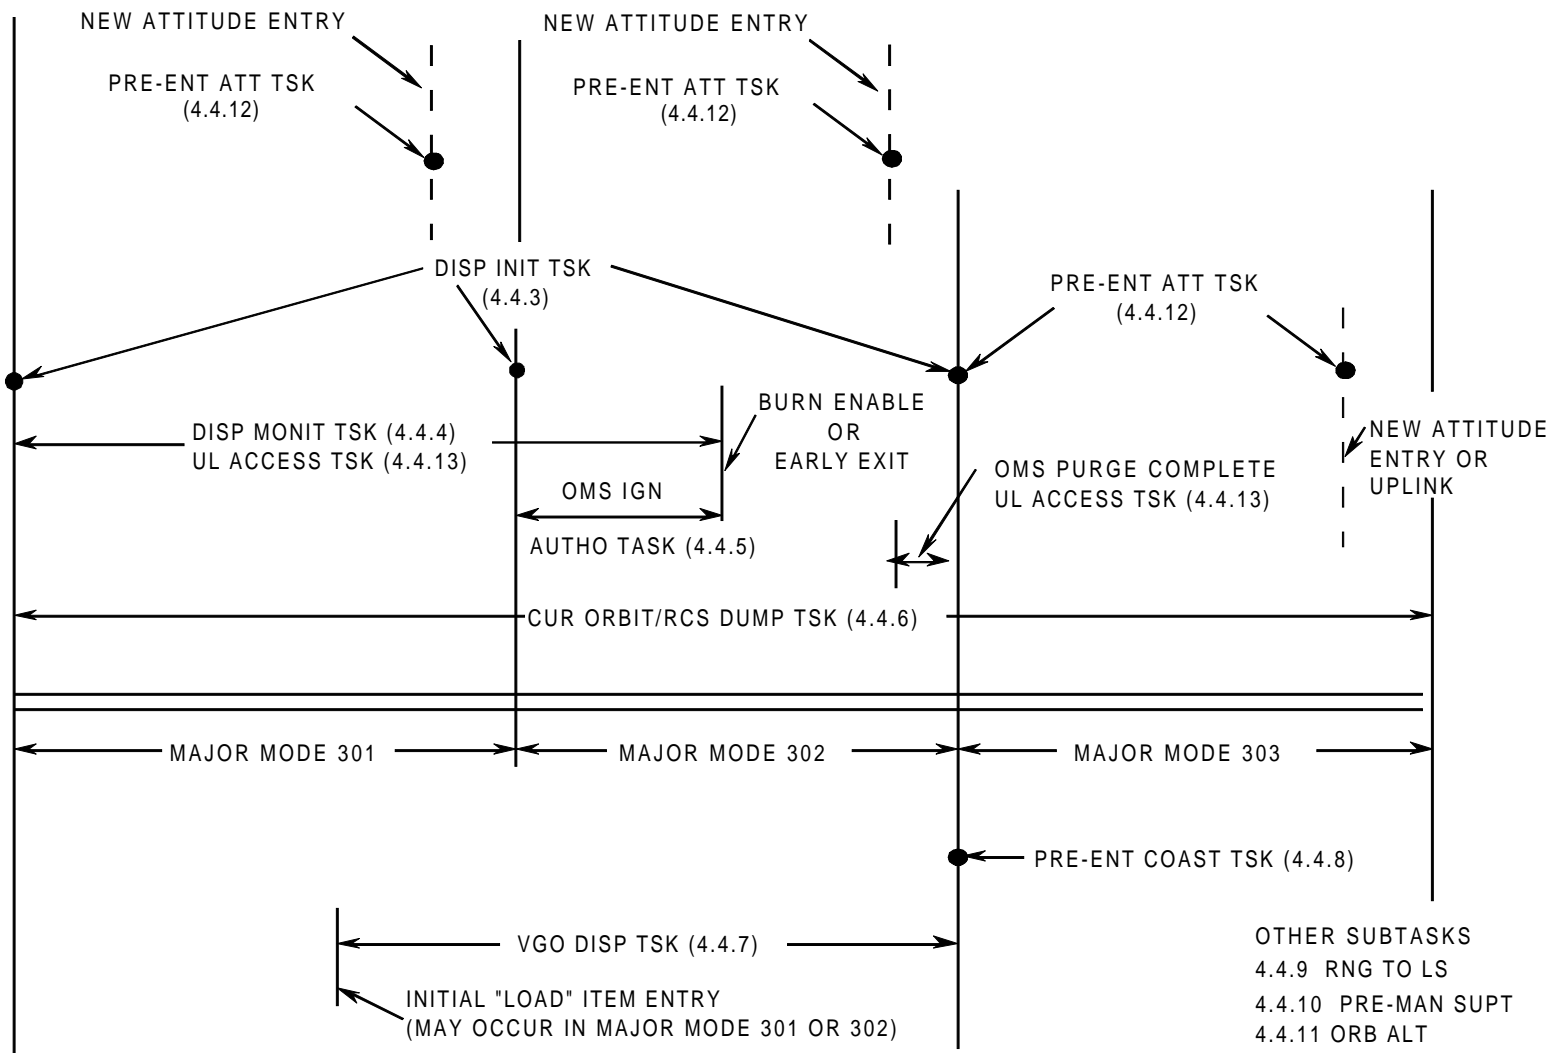 NEW ATTITUDE ENTRY
PRE-ENT ATT TSK
(4.4.12)
NEW ATTITUDE ENTRY
PRE-ENT ATT TSK
(4.4.12)
DISP INIT TSK
(4.4.3)
PRE-ENT ATT TSK
(4.4.12)
DISP MONIT TSK (4.4.4)
UL ACCESS TSK (4.4.13)
BURN ENABLE
OR
EARLY EXIT
NEW ATTITUDE
ENTRY OR
UPLINK
OMS PURGE COMPLETE
UL ACCESS TSK (4.4.13)
OMS IGN
AUTHO TASK (4.4.5)
CUR ORBIT/RCS DUMP TSK (4.4.6)
MAJOR MODE 301
MAJOR MODE 302
MAJOR MODE 303
PRE-ENT COAST TSK (4.4.8)
VGO DISP TSK (4.4.7)
INITIAL "LOAD" ITEM ENTRY
(MAY OCCUR IN MAJOR MODE 301 OR 302)
OTHER SUBTASKS
4.4.9 RNG TO LS
4.4.10 PRE-MAN SUPT
4.4.11 ORB ALT